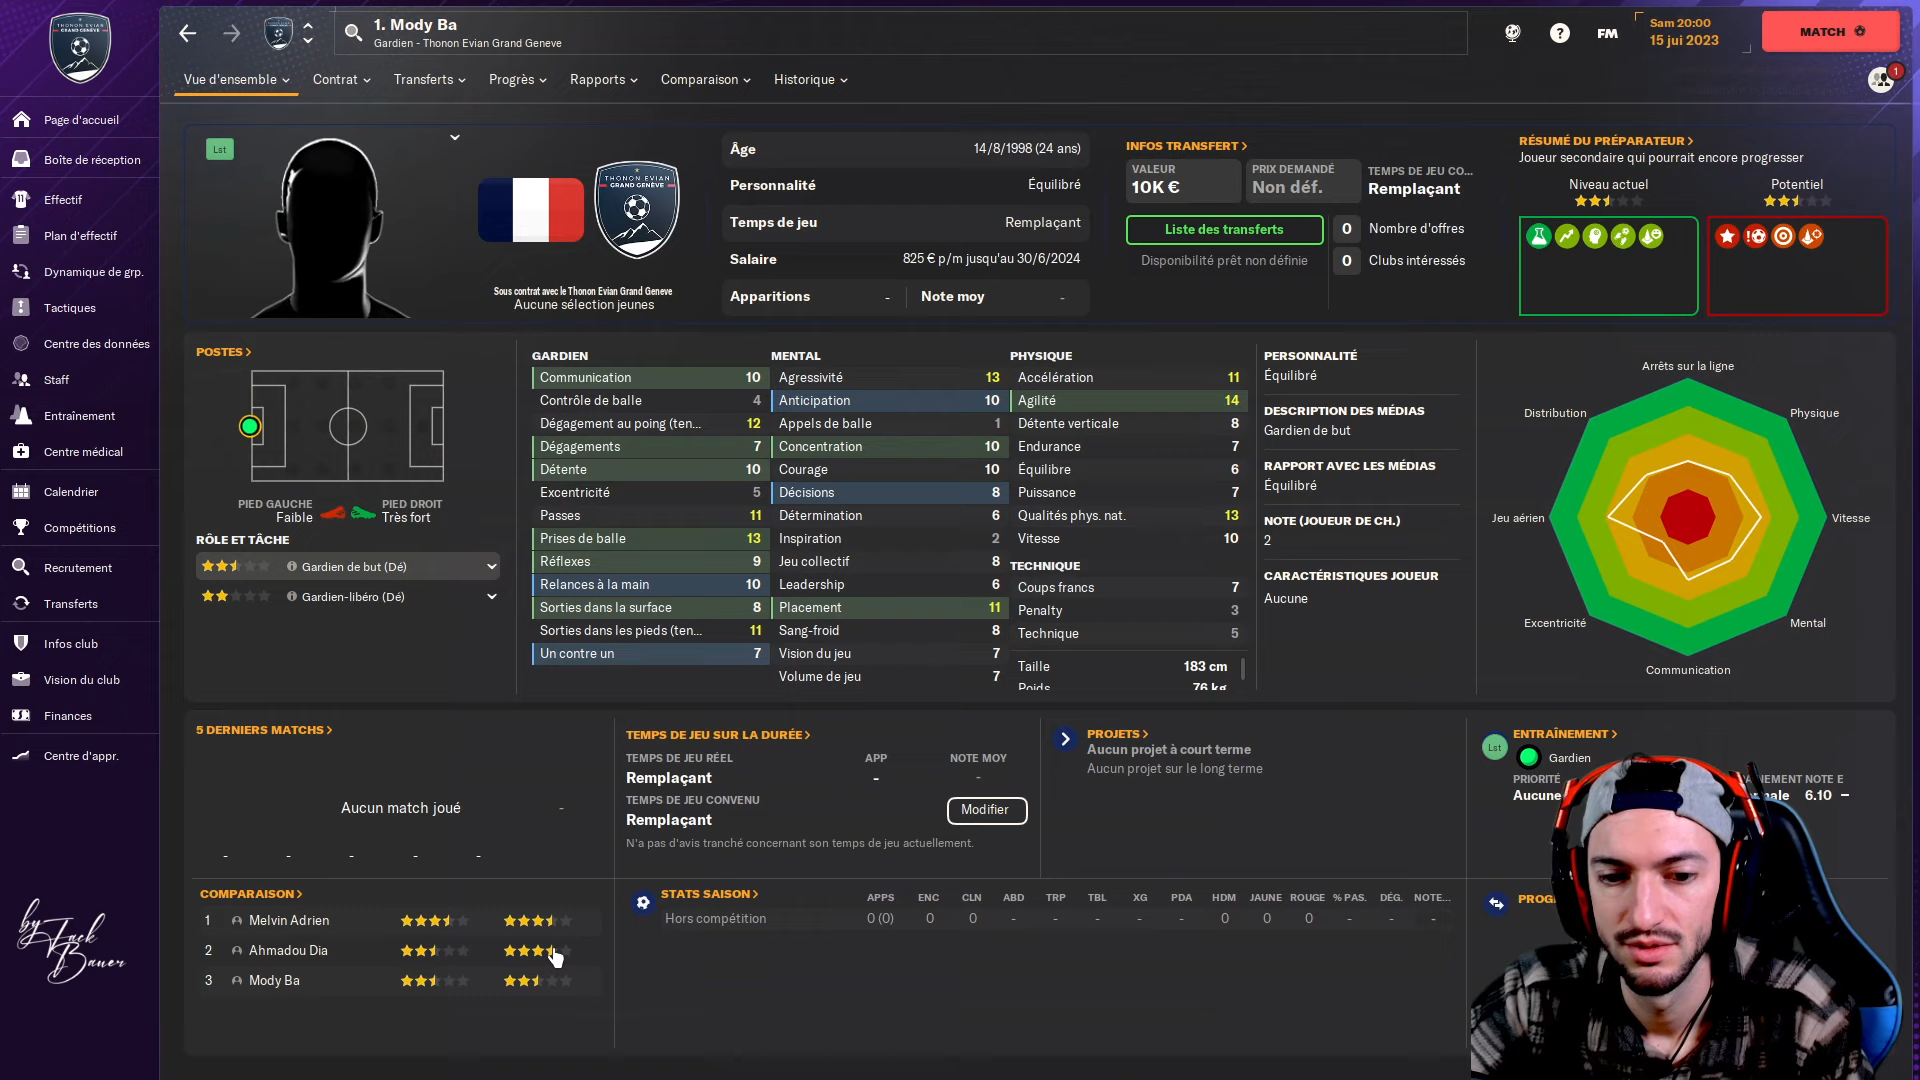 THONON EVIAN
GRAND GENÈVE
1. Mody Ba
Gardien - Thonon Evian Grand Geneve
FM
Sam 20:00
15 jui 2023
MATCH
Vue d'ensemble
Contrat
Transferts
Progrès
Rapports
Comparaison
Historique
1
Page d'accueil
Boîte de réception
Effectif
Plan d'effectif
Dynamique de grp.
Tactiques
Centre des données
Staff
Entraînement
Centre médical
Calendrier
Compétitions
Recrutement
Transferts
Infos club
Vision du club
Finances
Centre d'appr.
by Jack Bauer
Lst
THONON EVIAN
GRAND GENÈVE
Sous contrat avec le Thonon Evian Grand Geneve
Aucune sélection jeunes
Âge 14/8/1998 (24 ans)
Personnalité Équilibré
Temps de jeu Remplaçant
Salaire 825 € p/m jusqu'au 30/6/2024
Apparitions - Note moy -
INFOS TRANSFERT
VALEUR
10K €
PRIX DEMANDÉ
Non déf.
TEMPS DE JEU CO...
Remplaçant
Liste des transferts
Disponibilité prêt non définie
0 Nombre d'offres
0 Clubs intéressés
RÉSUMÉ DU PRÉPARATEUR
Joueur secondaire qui pourrait encore progresser
Niveau actuel
Potentiel
POSTES
PIED GAUCHE
Faible
PIED DROIT
Très fort
RÔLE ET TÂCHE
Gardien de but (Dé)
Gardien-libéro (Dé)
GARDIEN
Communication 10
Contrôle de balle 4
Dégagement au poing (ten... 12
Dégagements 7
Détente 10
Excentricité 5
Passes 11
Prises de balle 13
Réflexes 9
Relances à la main 10
Sorties dans la surface 8
Sorties dans les pieds (ten... 11
Un contre un 7
MENTAL
Agressivité 13
Anticipation 10
Appels de balle 1
Concentration 10
Courage 10
Décisions 8
Détermination 6
Inspiration 2
Jeu collectif 8
Leadership 6
Placement 11
Sang-froid 8
Vision du jeu 7
Volume de jeu 7
PHYSIQUE
Accélération 11
Agilité 14
Détente verticale 8
Endurance 7
Équilibre 6
Puissance 7
Qualités phys. nat. 13
Vitesse 10
TECHNIQUE
Coups francs 7
Penalty 3
Technique 5
Taille 183 cm
Poids 76 kg
PERSONNALITÉ
Équilibré
DESCRIPTION DES MÉDIAS
Gardien de but
RAPPORT AVEC LES MÉDIAS
Équilibré
NOTE (JOUEUR DE CH.)
2
CARACTÉRISTIQUES JOUEUR
Aucune
Arrêts sur la ligne
Physique
Vitesse
Mental
Communication
Excentricité
Jeu aérien
Distribution
5 DERNIERS MATCHS
Aucun match joué -
- - - - -
TEMPS DE JEU SUR LA DURÉE
TEMPS DE JEU RÉEL APP NOTE MOY
Remplaçant - -
TEMPS DE JEU CONVENU
Remplaçant
Modifier
N'a pas d'avis tranché concernant son temps de jeu actuellement.
PROJETS
Aucun projet à court terme
Aucun projet sur le long terme
Lst
ENTRAÎNEMENT
Gardien
PRIORITÉ
NOTE E
Aucune
6.10 –
COMPARAISON
1 Melvin Adrien
2 Ahmadou Dia
3 Mody Ba
STATS SAISON APPS ENC CLN ABD TRP TBL XG PDA HDM JAUNE ROUGE % PAS. DÉG. NOTE...
Hors compétition 0 (0) 0 0 - - - - - 0 0 0 - - -